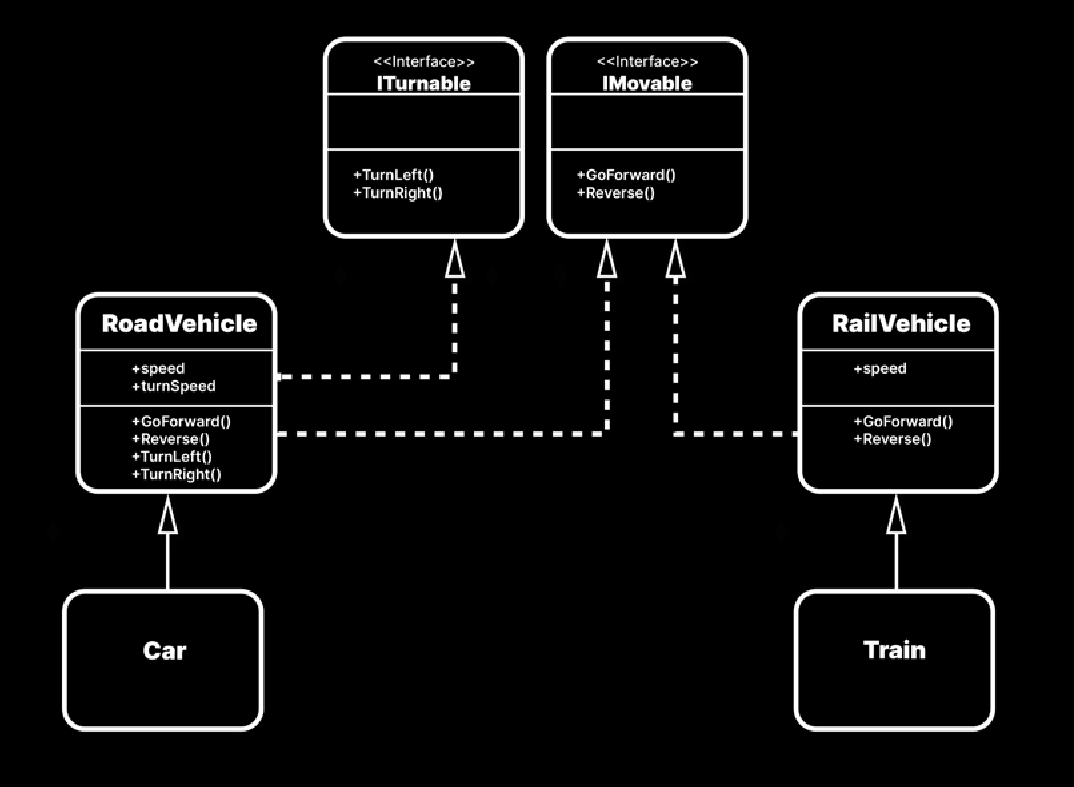 <<Interface>>
ITurnable
+TurnLeft()
+TurnRight()
<<Interface>>
IMovable
+GoForward()
+Reverse()
RoadVehicle
+speed
+turnSpeed
+GoForward()
+Reverse()
+TurnLeft()
+TurnRight()
RailVehicle
+speed
+GoForward()
+Reverse()
Car
Train